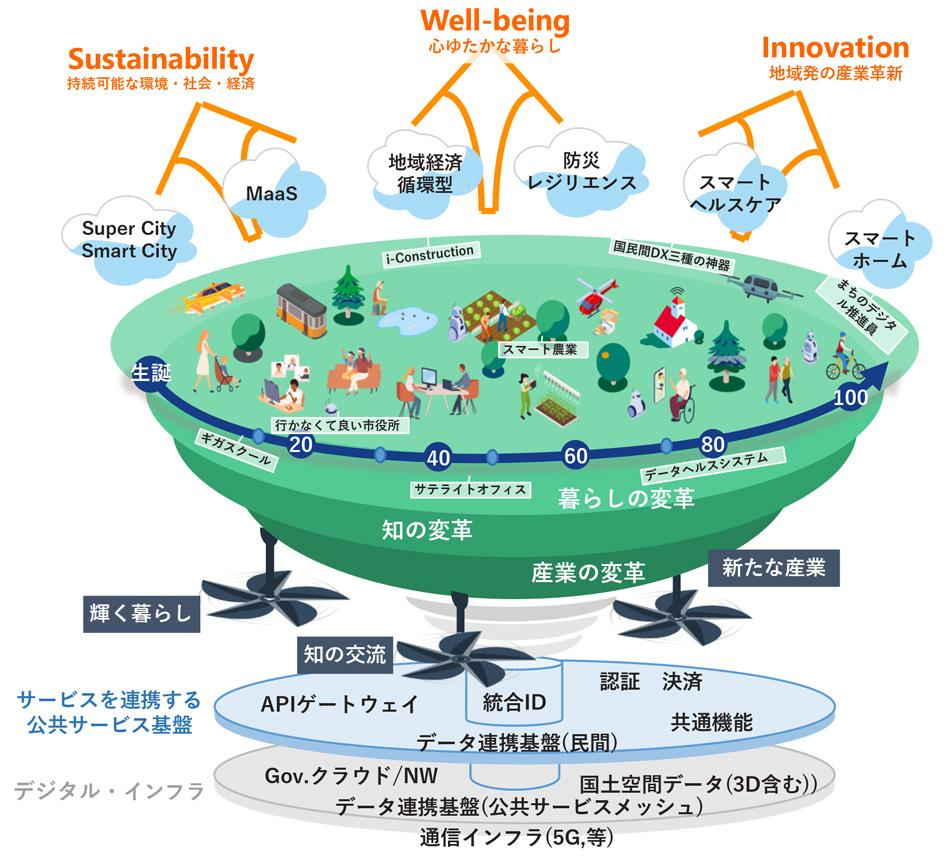 Well-being
心ゆたかな暮らし
Sustainability
持続可能な環境・社会・経済
Innovation
地域発の産業革新
地域経済
循環型
防災
レジリエンス
MaaS
スマート
ヘルスケア
Super City
Smart City
スマート
ホーム
i-Construction
国民間DX三種の神器
まちのデジタ
ル推進員
スマート農業
生誕
100
行かなくて良い市役所
ギガスクール
20
40
60
80
データヘルスシステム
サテライトオフィス
暮らしの変革
知の変革
産業の変革
新たな産業
輝く暮らし
知の交流
サービスを連携する
公共サービス基盤
APIゲートウェイ
統合ID
認証 決済
共通機能
データ連携基盤(民間)
デジタル・インフラ
Gov.クラウド/NW
国土空間データ(3D含む))
データ連携基盤(公共サービスメッシュ)
通信インフラ(5G,等)